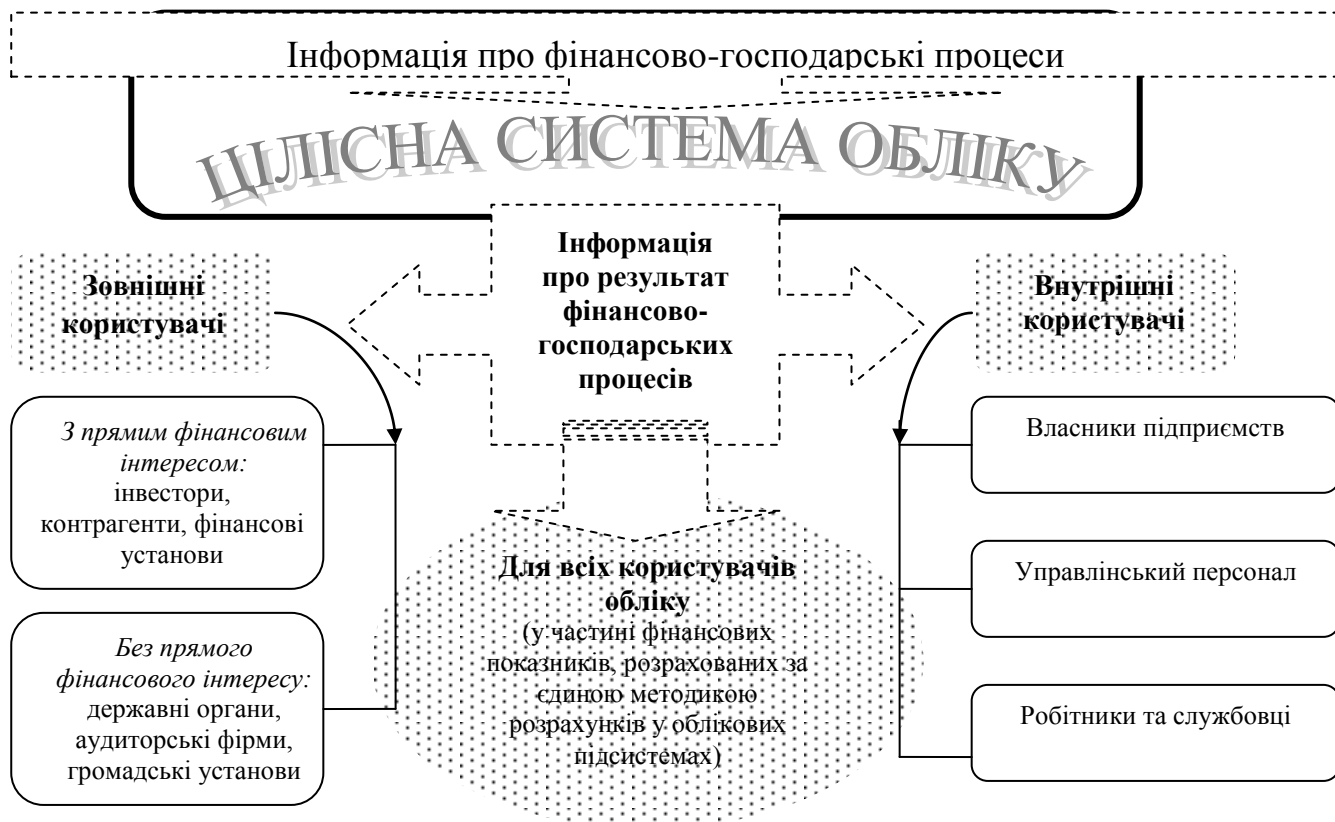 Інформація про фінансово-господарські процеси
ЦІЛІСНА СИСТЕМА ОБЛІКУ
Інформація
про результат
фінансово-
господарських
процесів
Зовнішні
користувачі
З прямим фінансовим
інтересом:
інвестори,
контрагенти, фінансові
установи
Без прямого
фінансового інтересу:
державні органи,
аудиторські фірми,
громадські установи
Для всіх користувачів
обліку
(у частині фінансових
показників, розрахованих за
єдиною методикою
розрахунків у облікових
підсистемах)
Внутрішні
користувачі
Власники підприємств
Управлінський персонал
Робітники та службовці